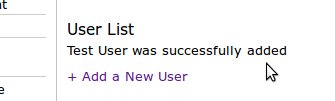 User List
Test User was successfully added
+ Add a New User